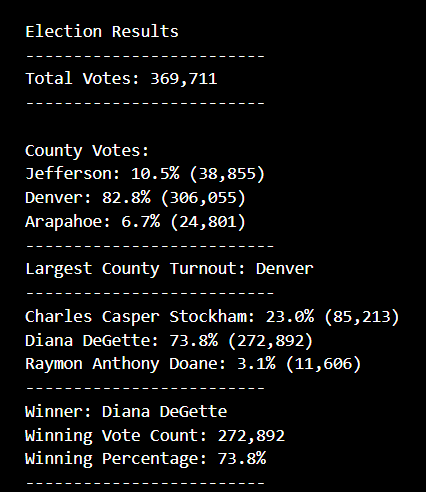 Election Results
-------------------------
Total Votes: 369,711
-------------------------
County Votes:
Jefferson: 10.5% (38,855)
Denver: 82.8% (306,055)
Arapahoe: 6.7% (24,801)
--------------------------
Largest County Turnout: Denver
--------------------------
Charles Casper Stockham: 23.0% (85,213)
Diana DeGette: 73.8% (272,892)
Raymon Anthony Doane: 3.1% (11,606)
-------------------------
Winner: Diana DeGette
Winning Vote Count: 272,892
Winning Percentage: 73.8%
-------------------------